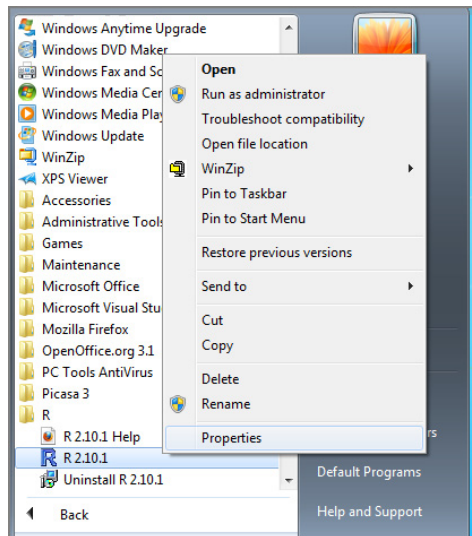 Windows Anytime Upgrade
Windows DVD Maker
Windows Fax and Sc
Windows Media Cer
Windows Media Play
Windows Update
WinZip
XPS Viewer
Accessories
Administrative Tools
Games
Maintenance
Microsoft Office
Microsoft Visual Stu
Mozilla Firefox
OpenOffice.org 3.1
PC Tools AntiVirus
Picasa 3
R
R 2.10.1 Help
R 2.10.1
Uninstall R 2.10.1
Back
Open
Run as administrator
Troubleshoot compatibility
Open file location
WinZip
Pin to Taskbar
Pin to Start Menu
Restore previous versions
Send to
Cut
Copy
Delete
Rename
Properties
rs
Default Programs
Help and Support